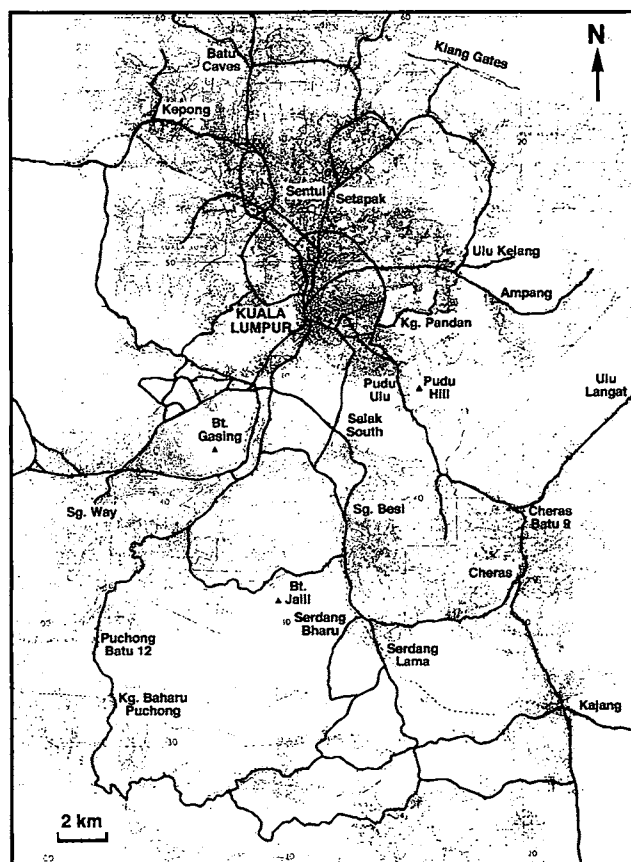 Batu
Caves
Klang Gates
N
Kepong
Sentul
Setapak
Ulu Kelang
Ampang
KUALA
LUMPUR
Kg. Pandan
Pudu
Ulu
Pudu
Hill
Ulu
Langat
Bt.
Gasing
Salak
South
Sg. Way
Sg. Besi
Cheras
Batu 9
Cheras
Bt.
Jalil
Serdang
Bharu
Serdang
Lama
Puchong
Batu 12
Kg. Baharu
Puchong
Kajang
2 km